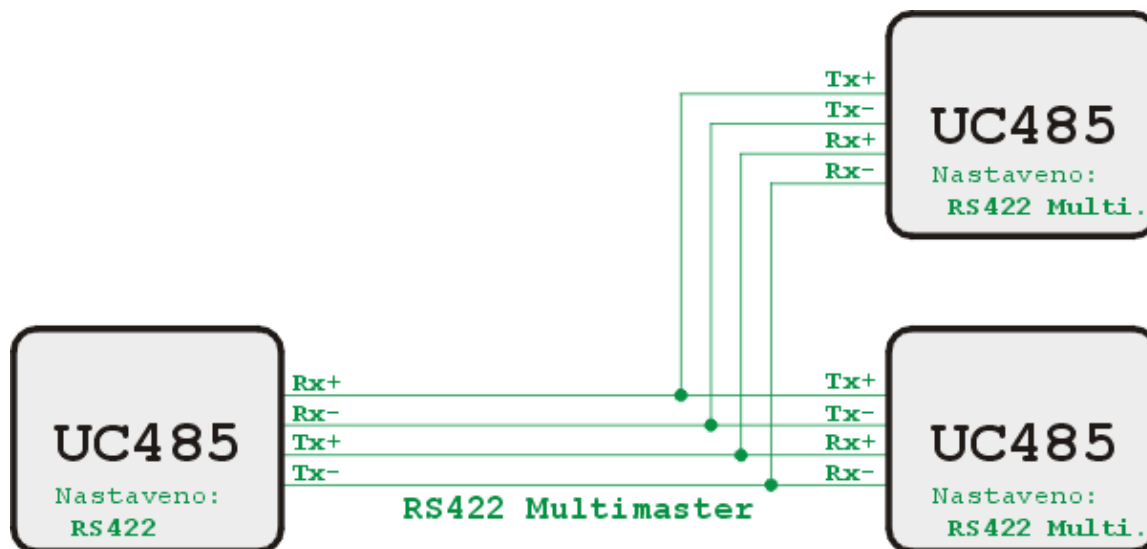 Tx+
Tx-
Rx+
Rx-
UC485
Nastaveno:
RS422 Multi.
Rx+
Rx-
Tx+
Tx-
UC485
Nastaveno:
RS422
RS422 Multimaster
Tx+
Tx-
Rx+
Rx-
UC485
Nastaveno:
RS422 Multi.